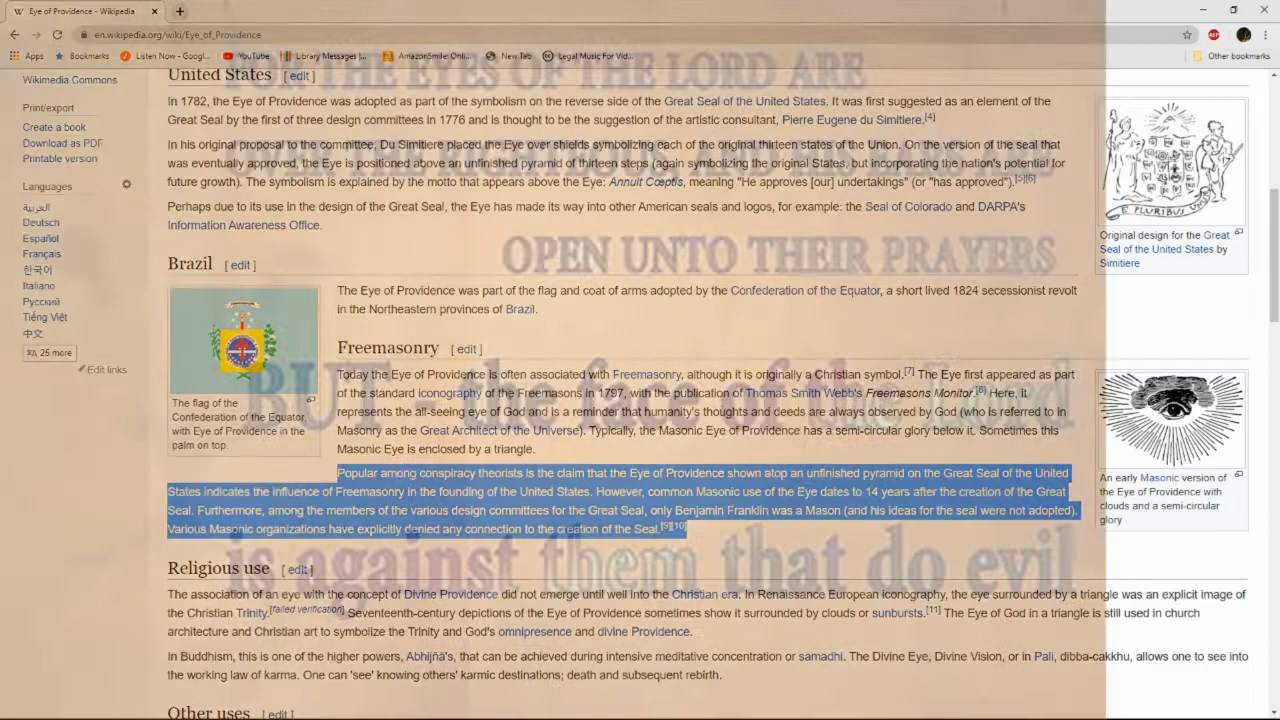 Eye of Providence - Wikipedia
en.wikipedia.org/wiki/Eye_of_Providence
Apps Bookmarks Listen Now - Googl... YouTube Library Messages |... AmazonSmile: Onli... New Tab Legal Music For Vid... Other bookmarks
FOR THE EYES OF THE LORD ARE
OVER THE RIGHTEOUS AND HIS EARS ARE
OPEN UNTO THEIR PRAYERS
BUT the face of the Lord
is against them that do evil
Wikimedia Commons
Print/export
Create a book
Download as PDF
Printable version
Languages
العربية
Deutsch
Español
Français
한국어
Italiano
Русский
Tiếng Việt
中文
25 more
Edit links
United States [ edit ]
In 1782, the Eye of Providence was adopted as part of the symbolism on the reverse side of the Great Seal of the United States. It was first suggested as an element of
the Great Seal by the first of three design committees in 1776 and is thought to be the suggestion of the artistic consultant, Pierre Eugene du Simitiere.[4]
In his original proposal to the committee, Du Simitiere placed the Eye over shields symbolizing each of the original thirteen states of the Union. On the version of the seal that
was eventually approved, the Eye is positioned above an unfinished pyramid of thirteen steps (again symbolizing the original States, but incorporating the nation's potential for
future growth). The symbolism is explained by the motto that appears above the Eye: Annuit Cœptis, meaning "He approves [our] undertakings" (or "has approved").[5][6]
Perhaps due to its use in the design of the Great Seal, the Eye has made its way into other American seals and logos, for example: the Seal of Colorado and DARPA's
Information Awareness Office.
E PLURIBUS UNUM
Original design for the Great
Seal of the United States by
Simitiere
Brazil [ edit ]
The Eye of Providence was part of the flag and coat of arms adopted by the Confederation of the Equator, a short lived 1824 secessionist revolt
in the Northeastern provinces of Brazil.
The flag of the
Confederation of the Equator,
with Eye of Providence in the
palm on top.
Freemasonry [ edit ]
Today the Eye of Providence is often associated with Freemasonry, although it is originally a Christian symbol.[7] The Eye first appeared as part
of the standard iconography of the Freemasons in 1797, with the publication of Thomas Smith Webb's Freemasons Monitor.[8] Here, it
represents the all-seeing eye of God and is a reminder that humanity's thoughts and deeds are always observed by God (who is referred to in
Masonry as the Great Architect of the Universe). Typically, the Masonic Eye of Providence has a semi-circular glory below it. Sometimes this
Masonic Eye is enclosed by a triangle.
Popular among conspiracy theorists is the claim that the Eye of Providence shown atop an unfinished pyramid on the Great Seal of the United
States indicates the influence of Freemasonry in the founding of the United States. However, common Masonic use of the Eye dates to 14 years after the creation of the Great
Seal. Furthermore, among the members of the various design committees for the Great Seal, only Benjamin Franklin was a Mason (and his ideas for the seal were not adopted).
Various Masonic organizations have explicitly denied any connection to the creation of the Seal.[9][10]
An early Masonic version of
the Eye of Providence with
clouds and a semi-circular
glory
Religious use [ edit ]
The association of an eye with the concept of Divine Providence did not emerge until well into the Christian era. In Renaissance European iconography, the eye surrounded by a triangle was an explicit image of
the Christian Trinity.[failed verification] Seventeenth-century depictions of the Eye of Providence sometimes show it surrounded by clouds or sunbursts.[11] The Eye of God in a triangle is still used in church
architecture and Christian art to symbolize the Trinity and God's omnipresence and divine Providence.
In Buddhism, this is one of the higher powers, Abhijñā's, that can be achieved during intensive meditative concentration or samadhi. The Divine Eye, Divine Vision, or in Pali, dibba-cakkhu, allows one to see into
the working law of karma. One can 'see' knowing others' karmic destinations; death and subsequent rebirth.
Other uses [ edit ]